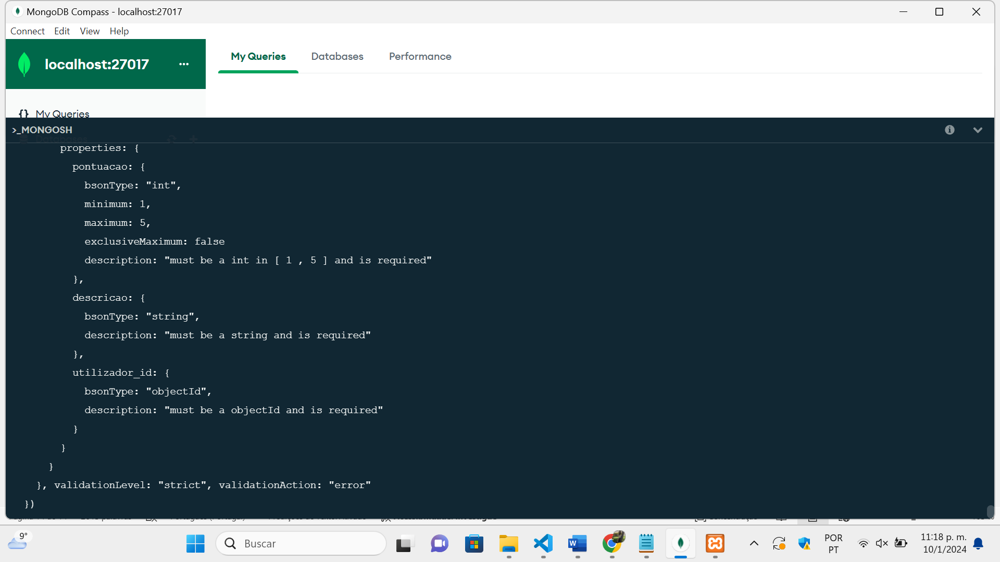 MongoDB Compass - localhost:27017
Connect Edit View Help
localhost:27017 ...
My Queries Databases Performance
{} My Queries
>_MONGOSH
Databases
properties: {
pontuacao: {
bsonType: "int",
minimum: 1,
maximum: 5,
exclusiveMaximum: false
description: "must be a int in [ 1 , 5 ] and is required"
},
descricao: {
bsonType: "string",
description: "must be a string and is required"
},
utilizador_id: {
bsonType: "objectId",
description: "must be a objectId and is required"
}
}
}
}, validationLevel: "strict", validationAction: "error"
})
9°
Buscar
POR
PT
11:18 p. m.
10/1/2024